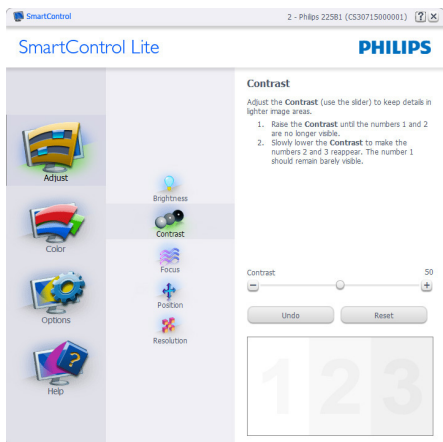 SmartControl
2 - Philips 225B1 (CS30715000001)
SmartControl Lite
PHILIPS
Contrast
Adjust the Contrast (use the slider) to keep details in
lighter image areas.
1. Raise the Contrast until the numbers 1 and 2
are no longer visible.
2. Slowly lower the Contrast to make the
numbers 2 and 3 reappear. The number 1
should remain barely visible.
Adjust
Color
Options
Help
Brightness
Contrast
Focus
Position
Resolution
Contrast 50
Undo Reset
1 2 3